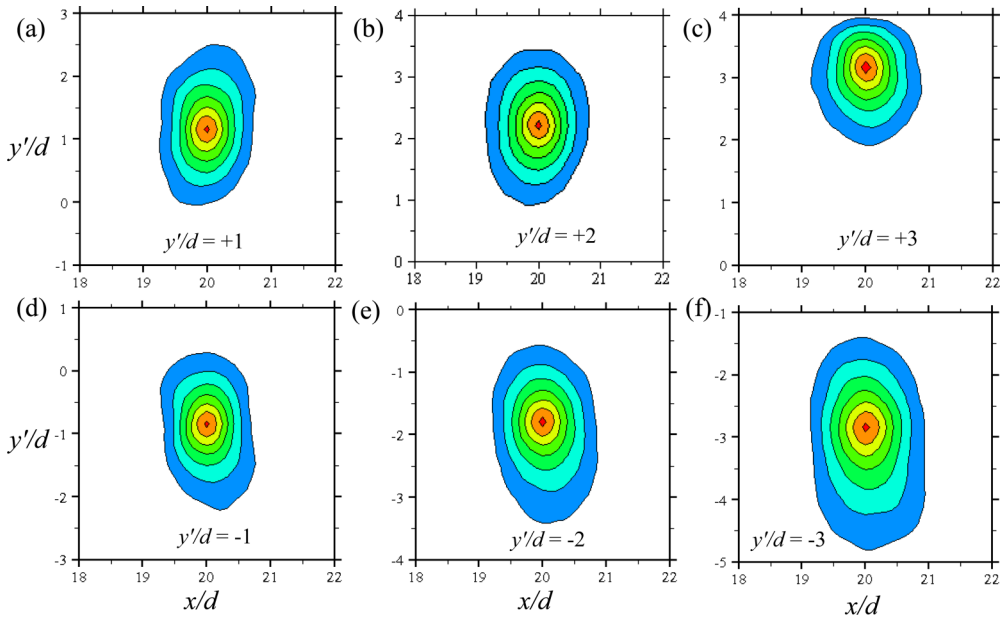 (a)
3
2
1
0
-1
y'/d
y'/d = +1
18 19 20 21 22
(b)
4
3
2
1
0
y'/d = +2
18 19 20 21 22
(c)
4
3
2
1
0
y'/d = +3
18 19 20 21 22
(d)
1
0
-1
-2
-3
y'/d
y'/d = -1
18 19 20 21 22
x/d
(e)
0
-1
-2
-3
-4
y'/d = -2
18 19 20 21 22
x/d
(f)
-1
-2
-3
-4
-5
y'/d = -3
18 19 20 21 22
x/d